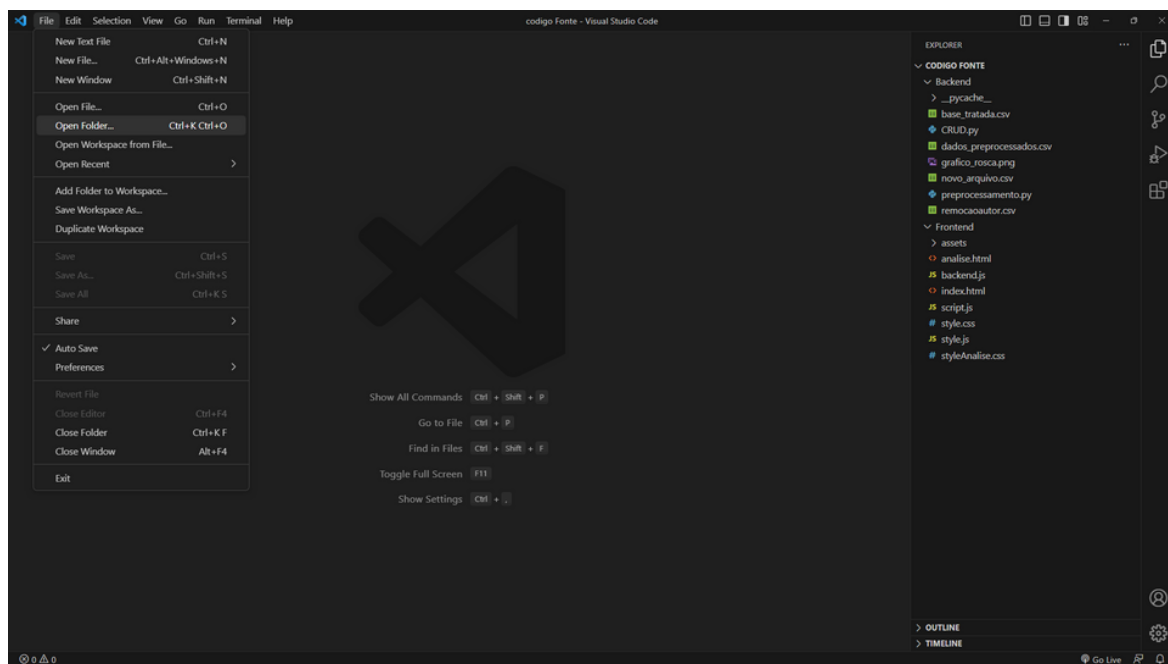 File Edit Selection View Go Run Terminal Help
codigo Fonte - Visual Studio Code
New Text File Ctrl+N
New File... Ctrl+Alt+Windows+N
New Window Ctrl+Shift+N
Open File... Ctrl+O
Open Folder... Ctrl+K Ctrl+O
Open Workspace from File...
Open Recent
Add Folder to Workspace...
Save Workspace As...
Duplicate Workspace
Save Ctrl+S
Save As... Ctrl+Shift+S
Save All Ctrl+K S
Share
Auto Save
Preferences
Revert File
Close Editor Ctrl+F4
Close Folder Ctrl+K F
Close Window Alt+F4
Exit
Show All Commands Ctrl + Shift + P
Go to File Ctrl + P
Find in Files Ctrl + Shift + F
Toggle Full Screen F11
Show Settings Ctrl + ,
EXPLORER
CODIGO FONTE
Backend
__pycache__
base_tratada.csv
CRUD.py
dados_preprocessados.csv
grafico_rosca.png
novo_arquivo.csv
preprocessamento.py
remocaoautor.csv
Frontend
assets
analise.html
JS backend.js
index.html
JS script.js
# style.css
JS style.js
# styleAnalise.css
OUTLINE
TIMELINE
0 0
Go Live